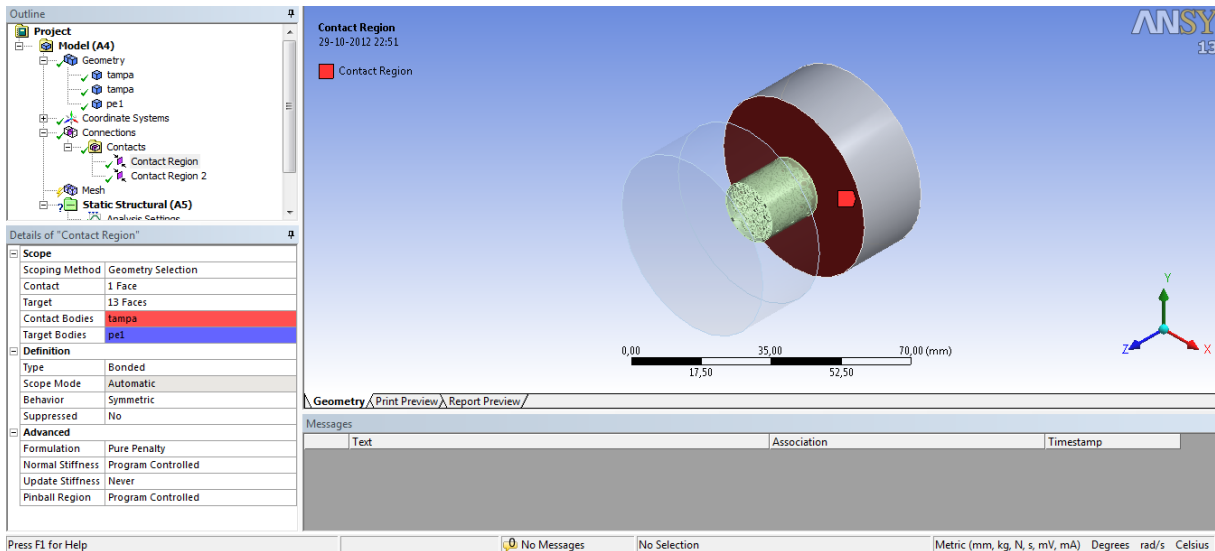 Outline
Project
Model (A4)
Geometry
tampa
tampa
pe1
Coordinate Systems
Connections
Contacts
Contact Region
Contact Region 2
Mesh
Static Structural (A5)
Analysis Settings
Details of "Contact Region"
Scope
Scoping Method Geometry Selection
Contact 1 Face
Target 13 Faces
Contact Bodies tampa
Target Bodies pe1
Definition
Type Bonded
Scope Mode Automatic
Behavior Symmetric
Suppressed No
Advanced
Formulation Pure Penalty
Normal Stiffness Program Controlled
Update Stiffness Never
Pinball Region Program Controlled
Contact Region
29-10-2012 22:51
Contact Region
ANSY
13
Y
Z X
0,00 35,00 70,00 (mm)
17,50 52,50
Geometry Print Preview Report Preview
Messages
Text Association Timestamp
Press F1 for Help 0 No Messages No Selection Metric (mm, kg, N, s, mV, mA) Degrees rad/s Celsius